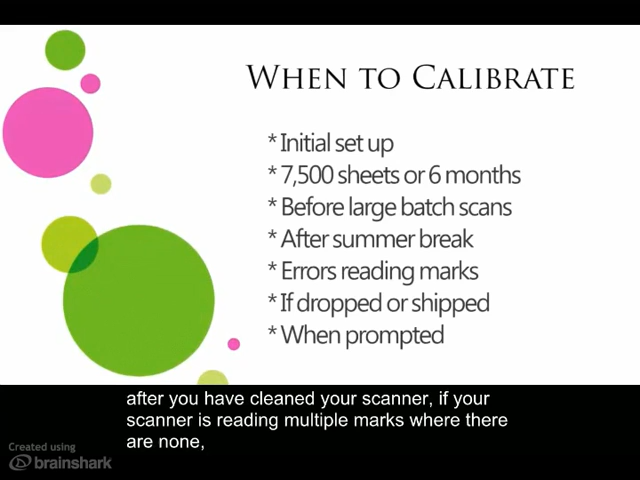 WHEN TO CALIBRATE
* Initial set up
* 7,500 sheets or 6 months
* Before large batch scans
* After summer break
* Errors reading marks
* If dropped or shipped
* When prompted
after you have cleaned your scanner, if your
scanner is reading multiple marks where there
are none,
Created using
brainshark